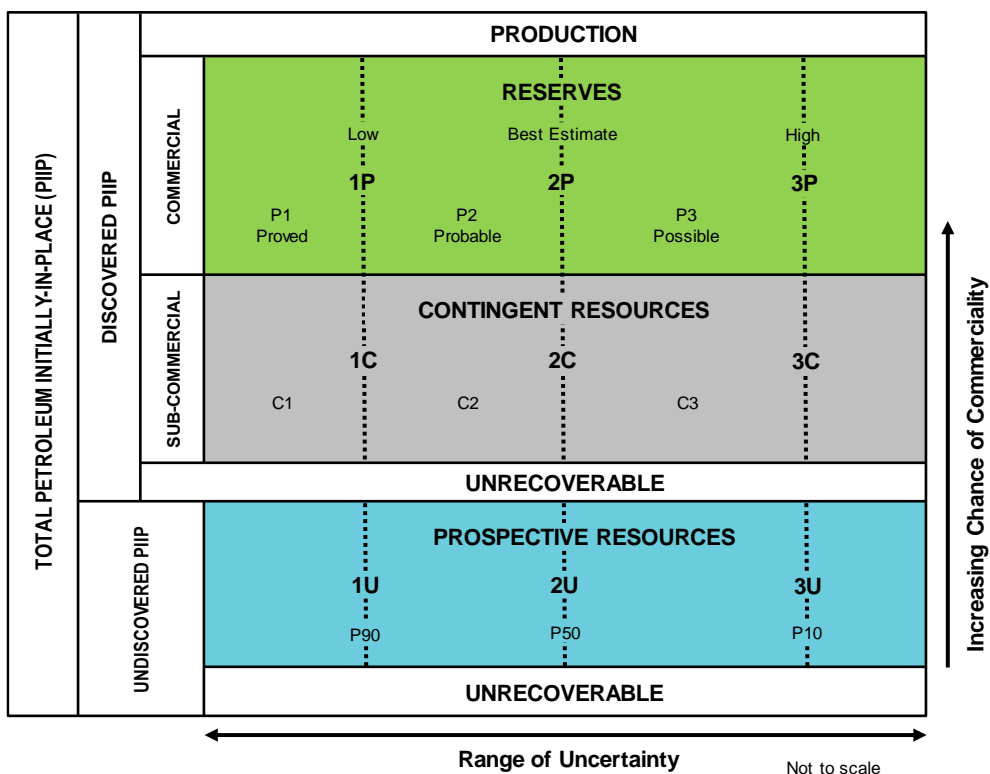 TOTAL PETROLEUM INITIALLY-IN-PLACE (PIIP)
DISCOVERED PIIP
UNDISCOVERED PIIP
COMMERCIAL
SUB-COMMERCIAL
PRODUCTION
RESERVES
Low Best Estimate High
1P 2P 3P
P1 P2 P3
Proved Probable Possible
CONTINGENT RESOURCES
1C 2C 3C
C1 C2 C3
UNRECOVERABLE
PROSPECTIVE RESOURCES
1U 2U 3U
P90 P50 P10
UNRECOVERABLE
Increasing Chance of Commerciality
Range of Uncertainty
Not to scale